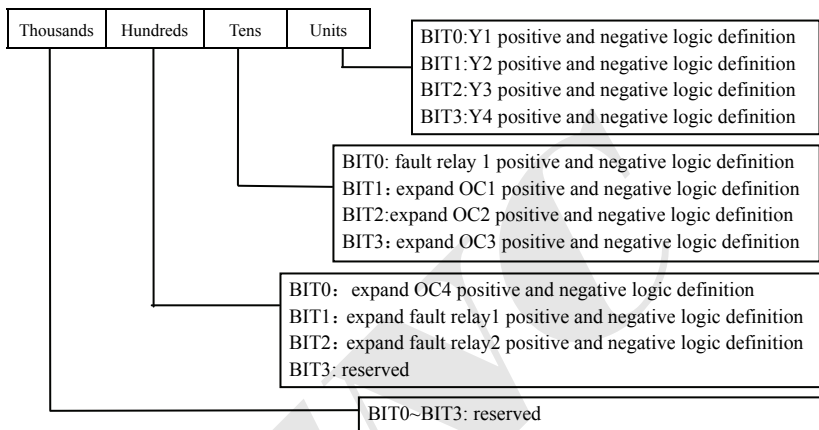 Thousands Hundreds Tens Units
BIT0:Y1 positive and negative logic definition
BIT1:Y2 positive and negative logic definition
BIT2:Y3 positive and negative logic definition
BIT3:Y4 positive and negative logic definition
BIT0: fault relay 1 positive and negative logic definition
BIT1：expand OC1 positive and negative logic definition
BIT2:expand OC2 positive and negative logic definition
BIT3: expand OC3 positive and negative logic definition
BIT0：expand OC4 positive and negative logic definition
BIT1：expand fault relay1 positive and negative logic definition
BIT2：expand fault relay2 positive and negative logic definition
BIT3: reserved
BIT0~BIT3: reserved